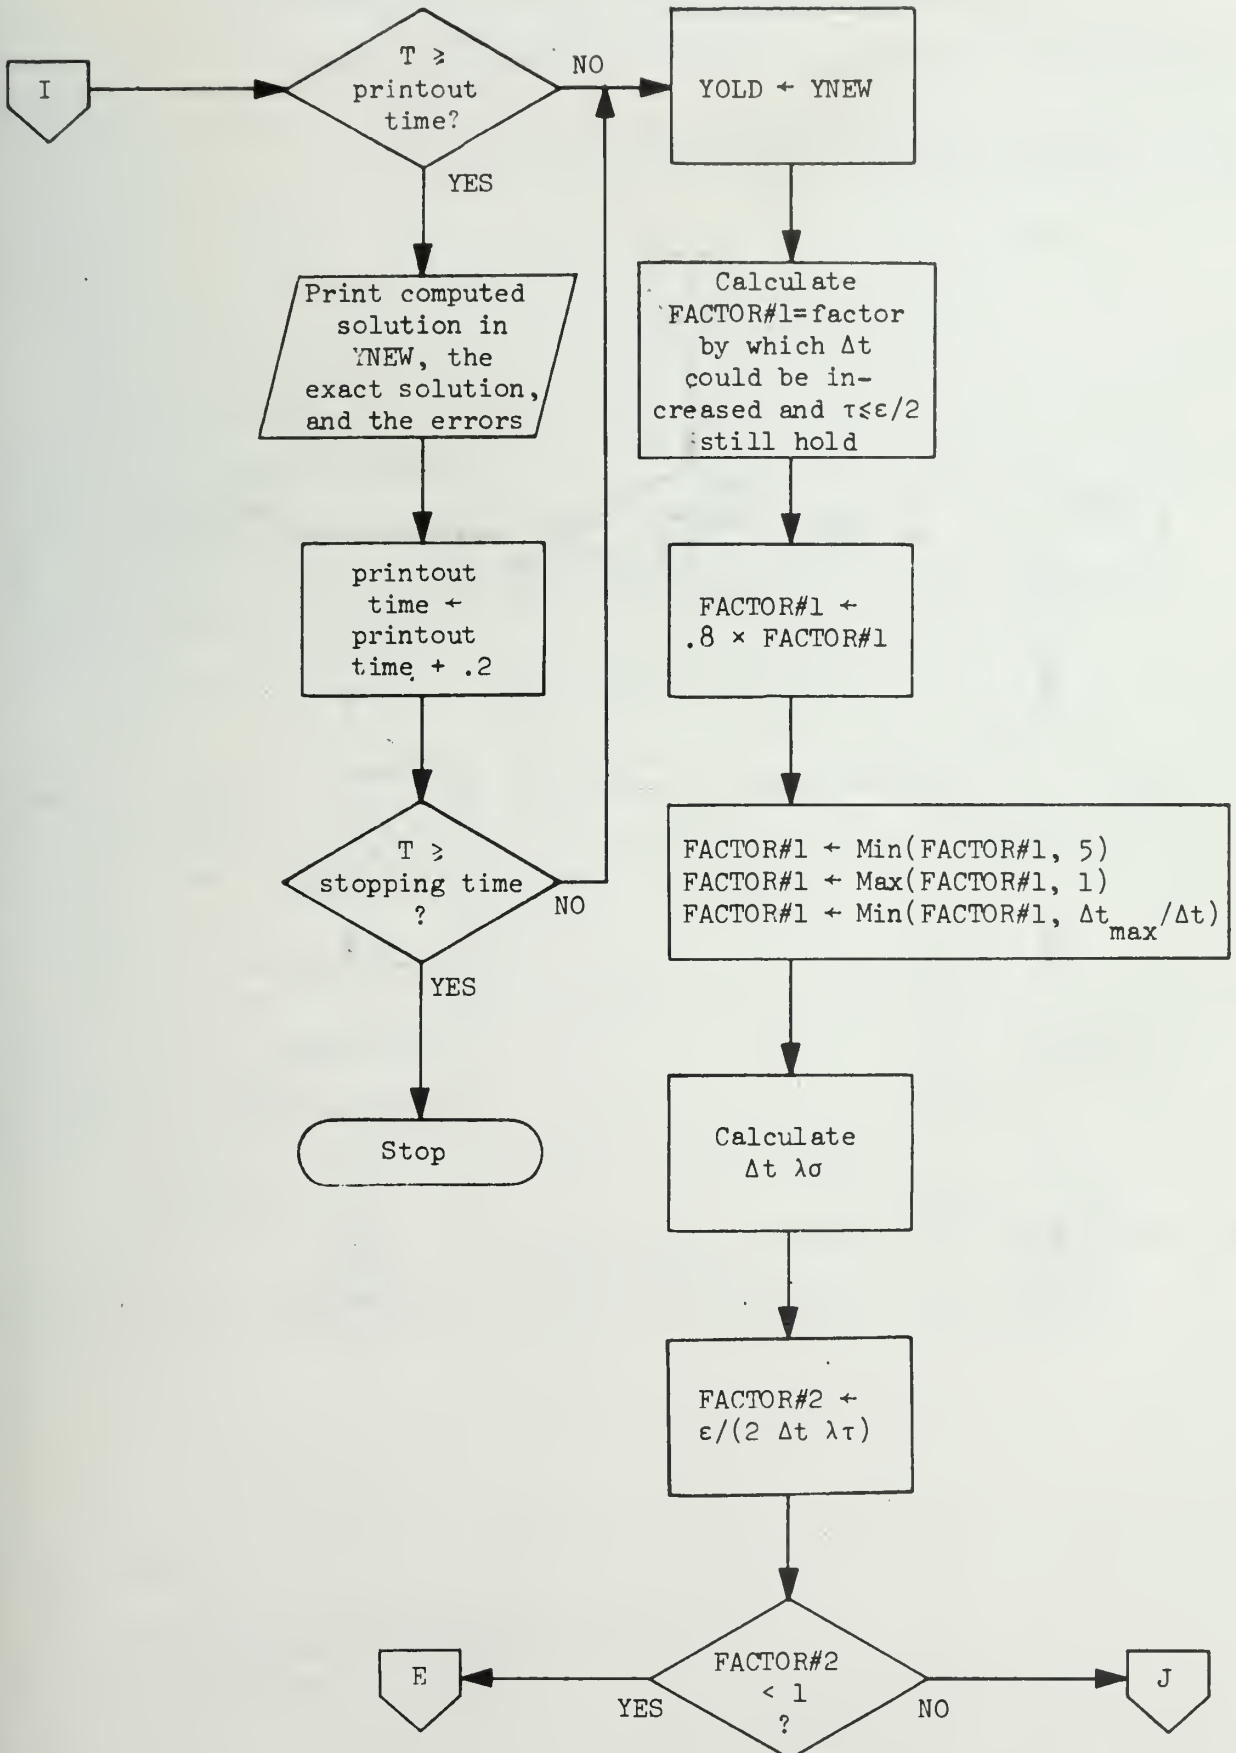 I
T ⩾
printout
time?
NO
YES
Print computed
solution in
YNEW, the
exact solution,
and the errors
printout
time ←
printout
time + .2
T ⩾
stopping time
?
NO
YES
Stop
YOLD ← YNEW
Calculate
FACTOR#1=factor
by which Δt
could be in-
creased and τ⩽ε/2
still hold
FACTOR#1 ←
.8 × FACTOR#1
FACTOR#1 ← Min(FACTOR#1, 5)
FACTOR#1 ← Max(FACTOR#1, 1)
FACTOR#1 ← Min(FACTOR#1, Δt_max/Δt)
Calculate
Δt λσ
FACTOR#2 ←
ε/(2 Δt λτ)
FACTOR#2
< 1
?
YES
NO
E
J